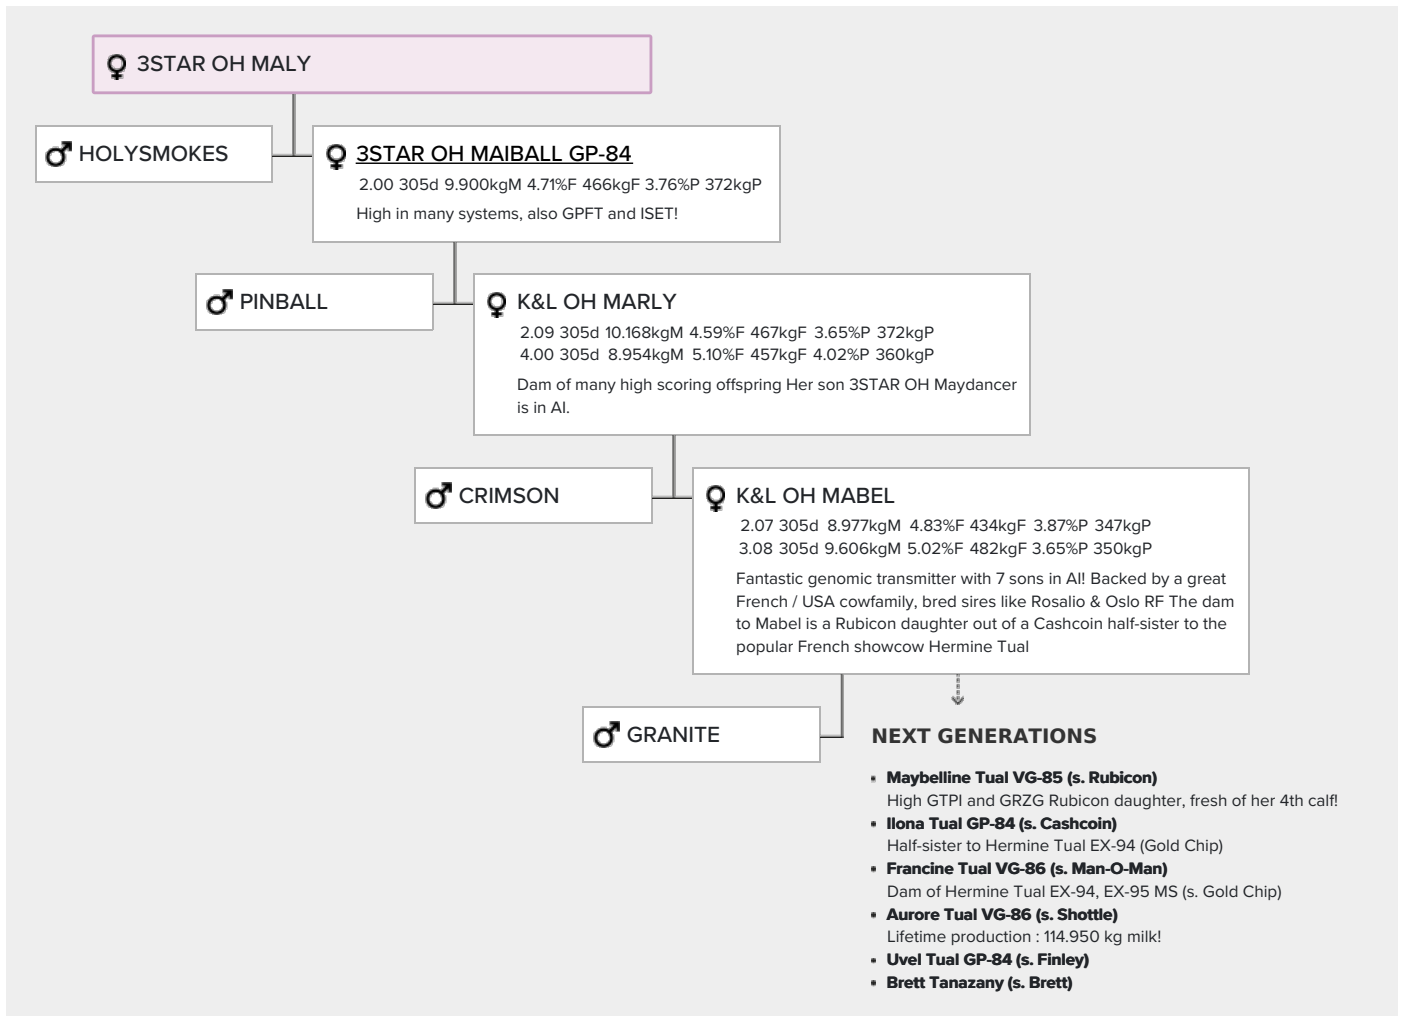 3STAR OH MALY
HOLYSMOKES
3STAR OH MAIBALL GP-84
2.00 305d 9.900kgM 4.71%F 466kgF 3.76%P 372kgP
High in many systems, also GPFT and ISET!
PINBALL
K&L OH MARLY
2.09 305d 10.168kgM 4.59%F 467kgF 3.65%P 372kgP
4.00 305d 8.954kgM 5.10%F 457kgF 4.02%P 360kgP
Dam of many high scoring offspring Her son 3STAR OH Maydancer
is in AI.
CRIMSON
K&L OH MABEL
2.07 305d 8.977kgM 4.83%F 434kgF 3.87%P 347kgP
3.08 305d 9.606kgM 5.02%F 482kgF 3.65%P 350kgP
Fantastic genomic transmitter with 7 sons in AI! Backed by a great
French / USA cowfamily, bred sires like Rosalio & Oslo RF The dam
to Mabel is a Rubicon daughter out of a Cashcoin half-sister to the
popular French showcow Hermine Tual
GRANITE
NEXT GENERATIONS
Maybelline Tual VG-85 (s. Rubicon)
High GTPI and GRZG Rubicon daughter, fresh of her 4th calf!
Ilona Tual GP-84 (s. Cashcoin)
Half-sister to Hermine Tual EX-94 (Gold Chip)
Francine Tual VG-86 (s. Man-O-Man)
Dam of Hermine Tual EX-94, EX-95 MS (s. Gold Chip)
Aurore Tual VG-86 (s. Shottle)
Lifetime production : 114.950 kg milk!
Uvel Tual GP-84 (s. Finley)
Brett Tanazany (s. Brett)